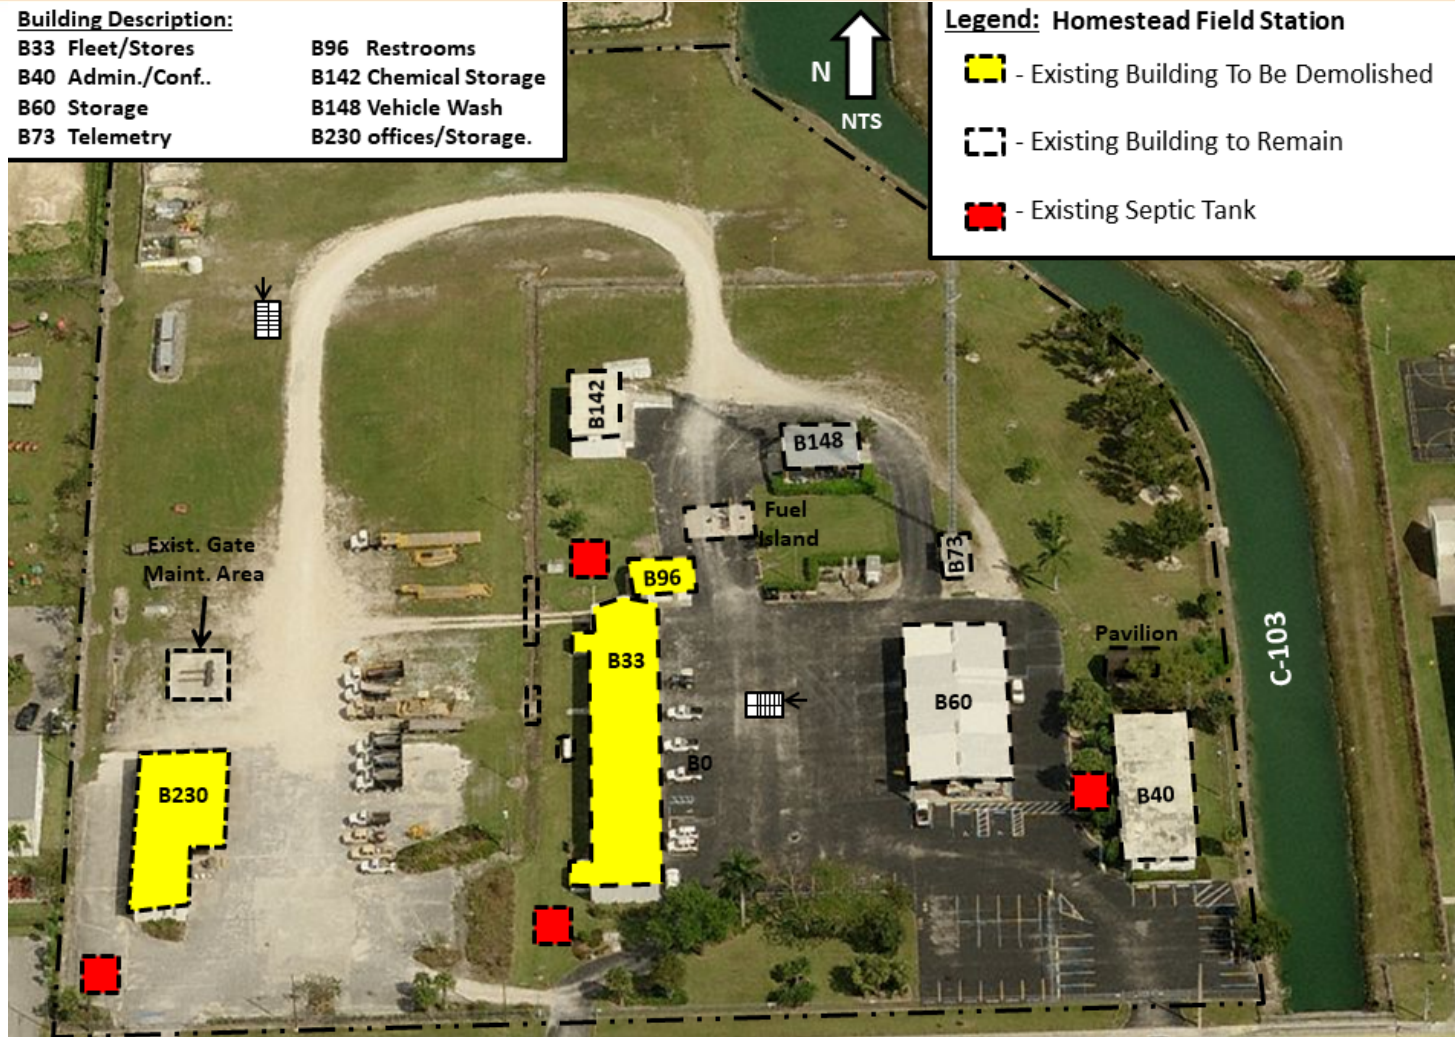 Building Description:
B33 Fleet/Stores
B40 Admin./Conf..
B60 Storage
B73 Telemetry
B96 Restrooms
B142 Chemical Storage
B148 Vehicle Wash
B230 offices/Storage.
N
NTS
Legend: Homestead Field Station
- Existing Building To Be Demolished
- Existing Building to Remain
- Existing Septic Tank
B142
B148
Fuel
Island
Exist. Gate
Maint. Area
B73
B96
Pavilion
B33
C-103
B60
B0
B230
B40